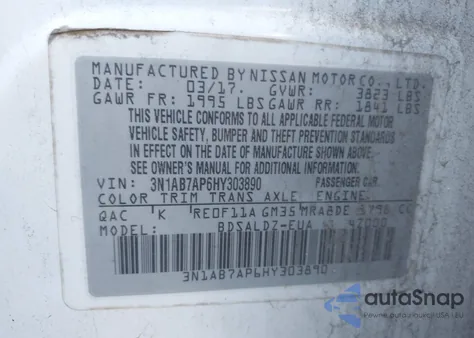 MANUFACTURED BY NISSAN MOTOR CO., LTD.
DATE: 03/17. GVWR: 3823 LBS
GAWR FR: 1995 LBS GAWR RR: 1841 LBS
THIS VEHICLE CONFORMS TO ALL APPLICABLE FEDERAL MOTOR
VEHICLE SAFETY, BUMPER AND THEFT PREVENTION STANDARDS
IN EFFECT ON THE DATE OF MANUFACTURE SHOWN ABOVE.
SEE OWNER'S MANUAL FOR ADDITIONAL INFORMATION
VIN: 3N1AB7AP6HY303890 PASSENGER CAR
COLOR TRIM TRANS AXLE, ENGINE,
QAC K RE0F11A GM35 MRA8DE CC
MODEL: BDSALDZ-EUA
3N1AB7AP6HY303890
autoSnap